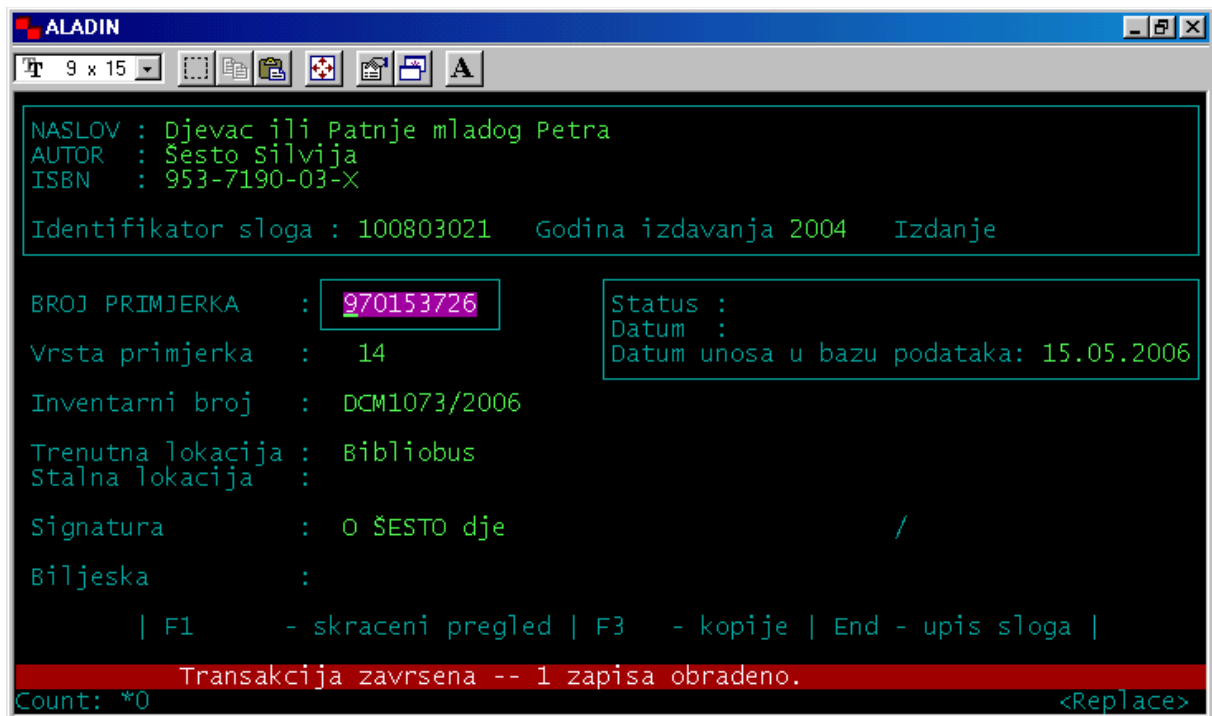 ALADIN
9 x 15
A
NASLOV : Djevac ili Patnje mladog Petra
AUTOR : Šesto Silvija
ISBN : 953-7190-03-X
Identifikator sloga : 100803021 Godina izdavanja 2004 Izdanje
BROJ PRIMJERKA : 970153726
Status :
Datum :
Vrsta primjerka : 14
Datum unosa u bazu podataka: 15.05.2006
Inventarni broj : DCM1073/2006
Trenutna lokacija : Bibliobus
Stalna lokacija :
Signatura : O ŠESTO dje /
Biljeska :
| F1 - skraceni pregled | F3 - kopije | End - upis sloga |
Transakcija zavrsena -- 1 zapisa obradeno.
Count: *0 <Replace>